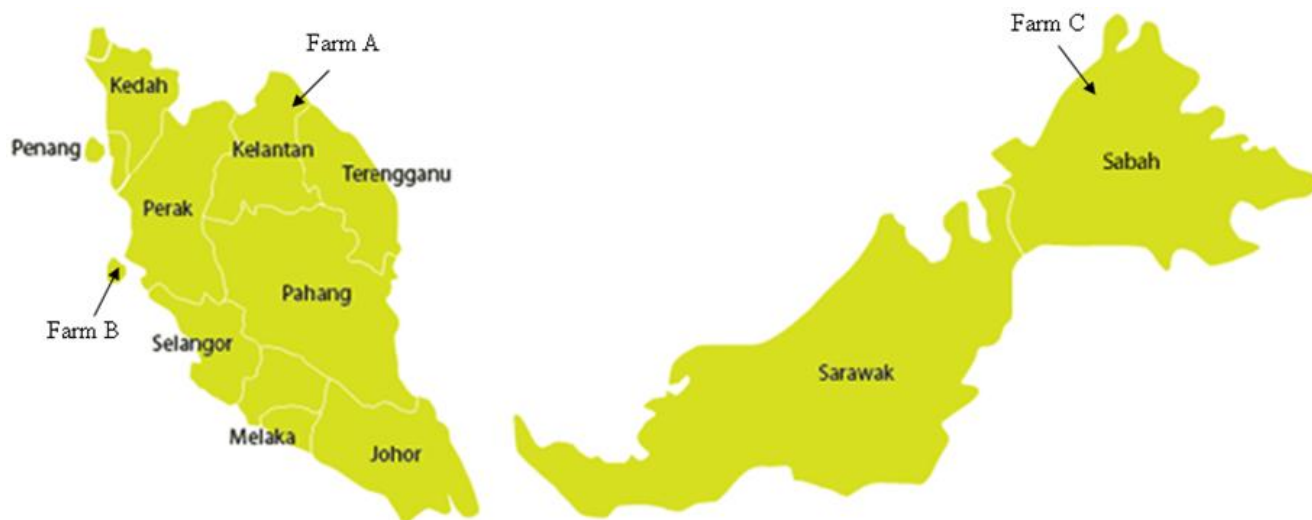 Farm A
Farm C
Kedah
Penang
Kelantan
Terengganu
Sabah
Perak
Pahang
Farm B
Selangor
Sarawak
Melaka
Johor